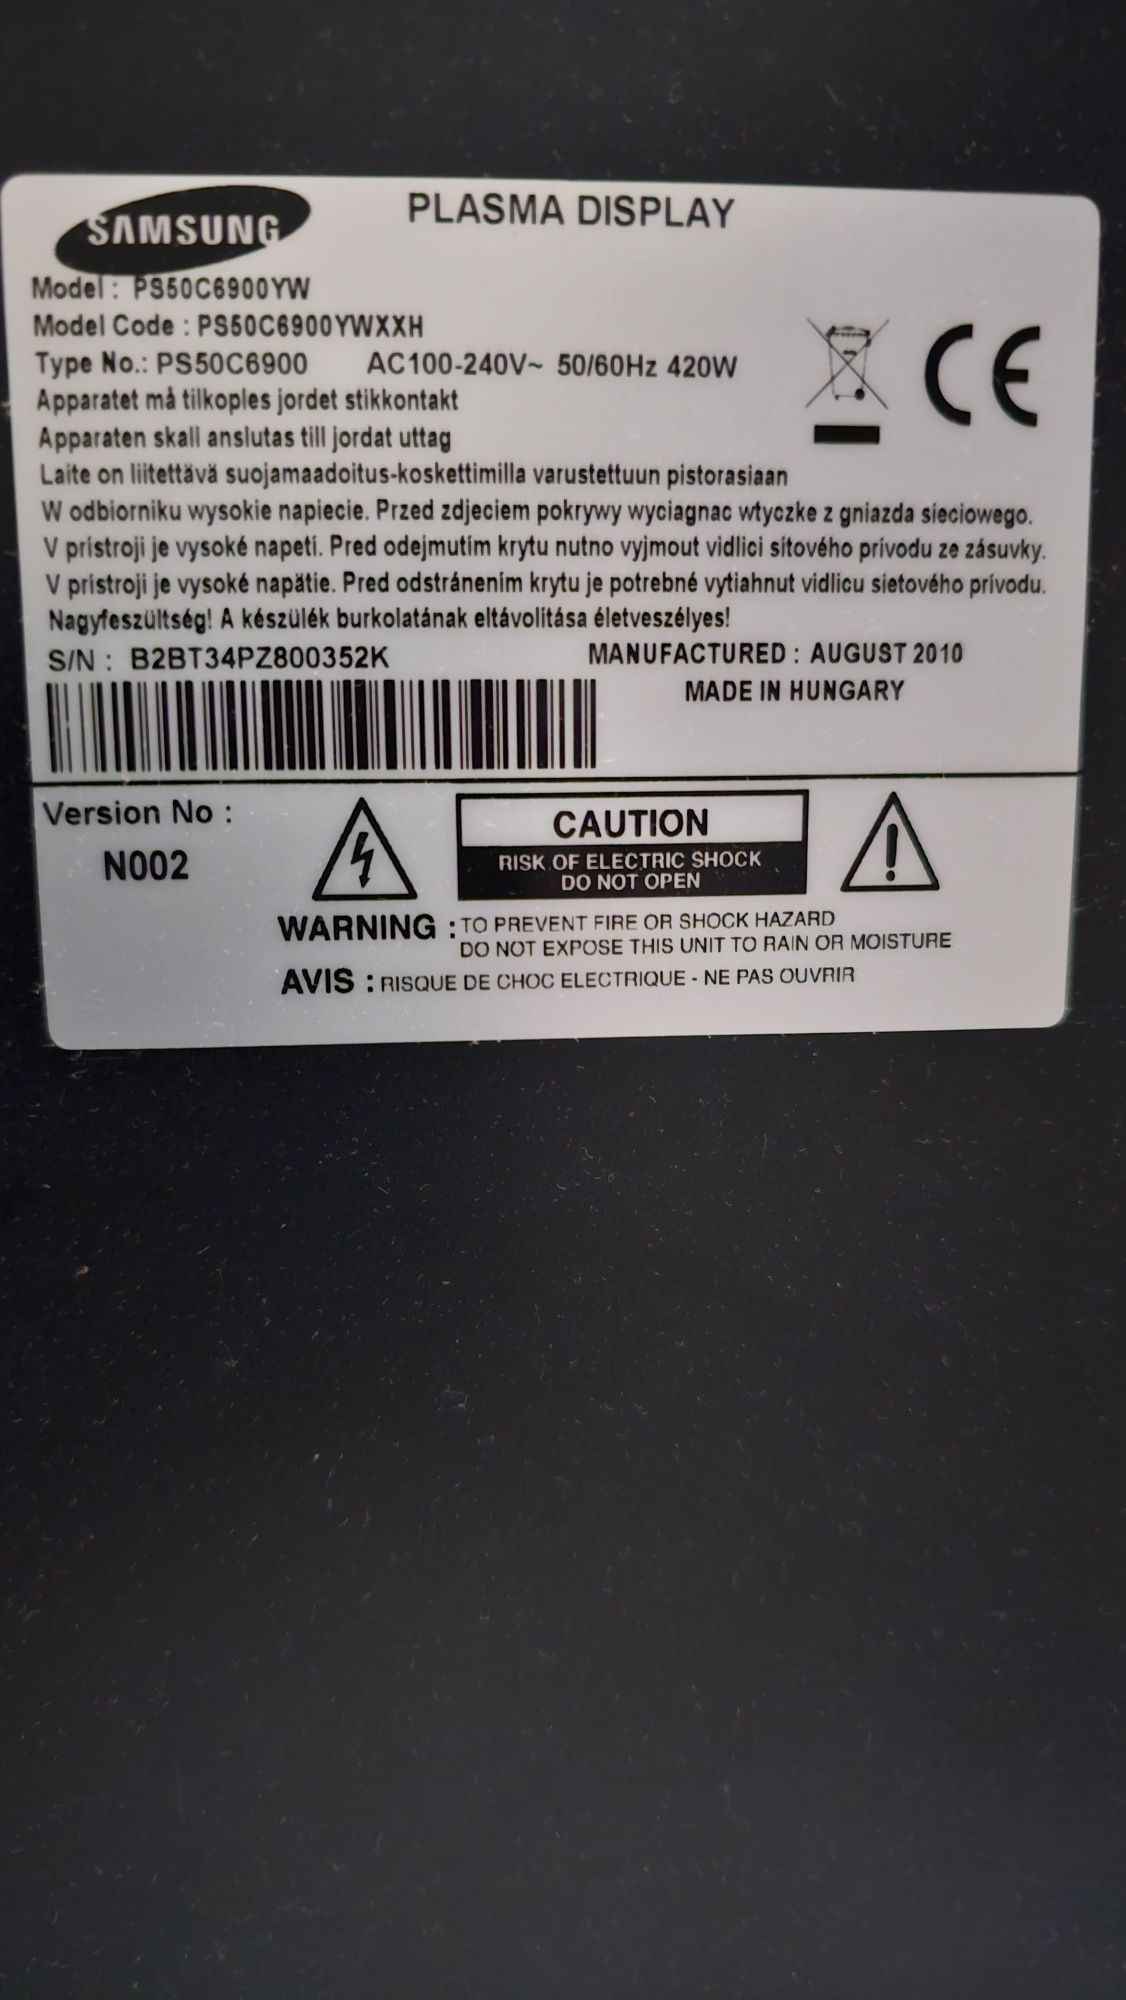 SAMSUNG
PLASMA DISPLAY
Model : PS50C6900YW
Model Code : PS50C6900YWXXH
Type No.: PS50C6900 AC100-240V~ 50/60Hz 420W
CE
Apparatet må tilkoples jordet stikkontakt
Apparaten skall anslutas till jordat uttag
Laite on liitettävä suojamaadoitus-koskettimilla varustettuun pistorasiaan
W odbiorniku wysokie napiecie. Przed zdjeciem pokrywy wyciagnac wtyczke z gniazda sieciowego.
V prístroji je vysoké napetí. Pred odejmutím krytu nutno vyjmout vidlici sítového prívodu ze zásuvky.
V prístroji je vysoké napätie. Pred odstránením krytu je potrebné vytiahnut vidlicu sietového prívodu.
Nagyfeszültség! A készülék burkolatának eltávolítása életveszélyes!
S/N : B2BT34PZ800352K
MANUFACTURED : AUGUST 2010
MADE IN HUNGARY
Version No :
N002
CAUTION
RISK OF ELECTRIC SHOCK
DO NOT OPEN
WARNING : TO PREVENT FIRE OR SHOCK HAZARD
DO NOT EXPOSE THIS UNIT TO RAIN OR MOISTURE
AVIS : RISQUE DE CHOC ELECTRIQUE - NE PAS OUVRIR